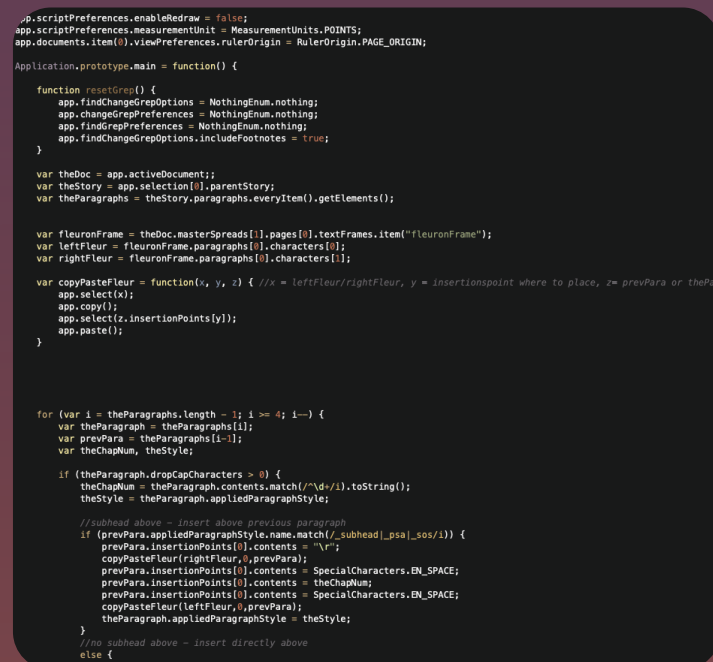 app.scriptPreferences.enableRedraw = false;
app.scriptPreferences.measurementUnit = MeasurementUnits.POINTS;
app.documents.item(0).viewPreferences.rulerOrigin = RulerOrigin.PAGE_ORIGIN;
Application.prototype.main = function() {
function resetGrep() {
app.findChangeGrepOptions = NothingEnum.nothing;
app.changeGrepPreferences = NothingEnum.nothing;
app.findGrepPreferences = NothingEnum.nothing;
app.findChangeGrepOptions.includeFootnotes = true;
}
var theDoc = app.activeDocument;;
var theStory = app.selection[0].parentStory;
var theParagraphs = theStory.paragraphs.everyItem().getElements();
var fleuronFrame = theDoc.masterSpreads[1].pages[0].textFrames.item("fleuronFrame");
var leftFleur = fleuronFrame.paragraphs[0].characters[0];
var rightFleur = fleuronFrame.paragraphs[0].characters[1];
var copyPasteFleur = function(x, y, z) { //x = leftFleur/rightFleur, y = insertionspoint where to place, z= prevPara or thePa
app.select(x);
app.copy();
app.select(z.insertionPoints[y]);
app.paste();
}
for (var i = theParagraphs.length - 1; i >= 4; i--) {
var theParagraph = theParagraphs[i];
var prevPara = theParagraphs[i-1];
var theChapNum, theStyle;
if (theParagraph.dropCapCharacters > 0) {
theChapNum = theParagraph.contents.match(/^\d+/i).toString();
theStyle = theParagraph.appliedParagraphStyle;
//subhead above - insert above previous paragraph
if (prevPara.appliedParagraphStyle.name.match(/_subhead|_psa|_sos/i)) {
prevPara.insertionPoints[0].contents = "\r";
copyPasteFleur(rightFleur,0,prevPara);
prevPara.insertionPoints[0].contents = SpecialCharacters.EN_SPACE;
prevPara.insertionPoints[0].contents = theChapNum;
prevPara.insertionPoints[0].contents = SpecialCharacters.EN_SPACE;
copyPasteFleur(leftFleur,0,prevPara);
theParagraph.appliedParagraphStyle = theStyle;
}
//no subhead above - insert directly above
else {